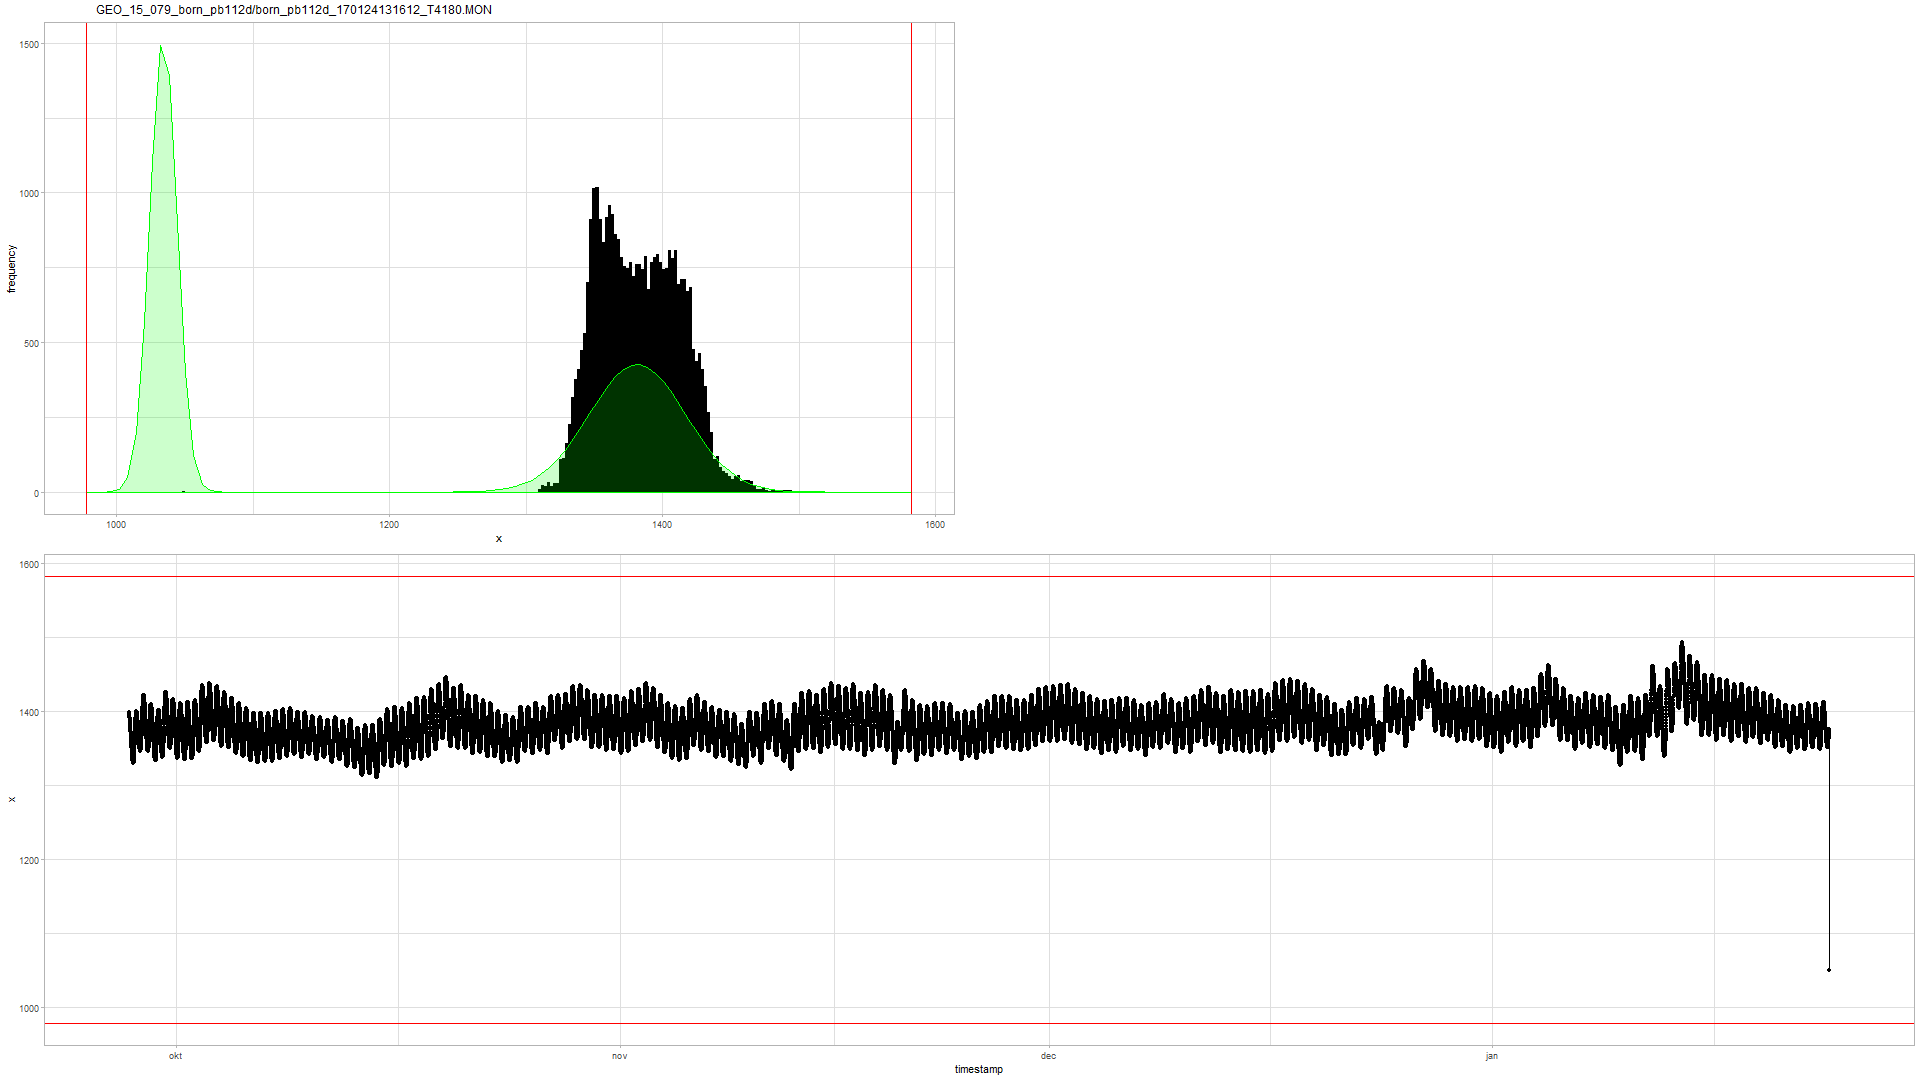 GEO_15_079_born_pb112d/born_pb112d_170124131612_T4180.MON
1500
1000
500
0
frequency
1000 1200 1400 1600
x
1600
1400
1200
1000
x
okt nov dec jan
timestamp